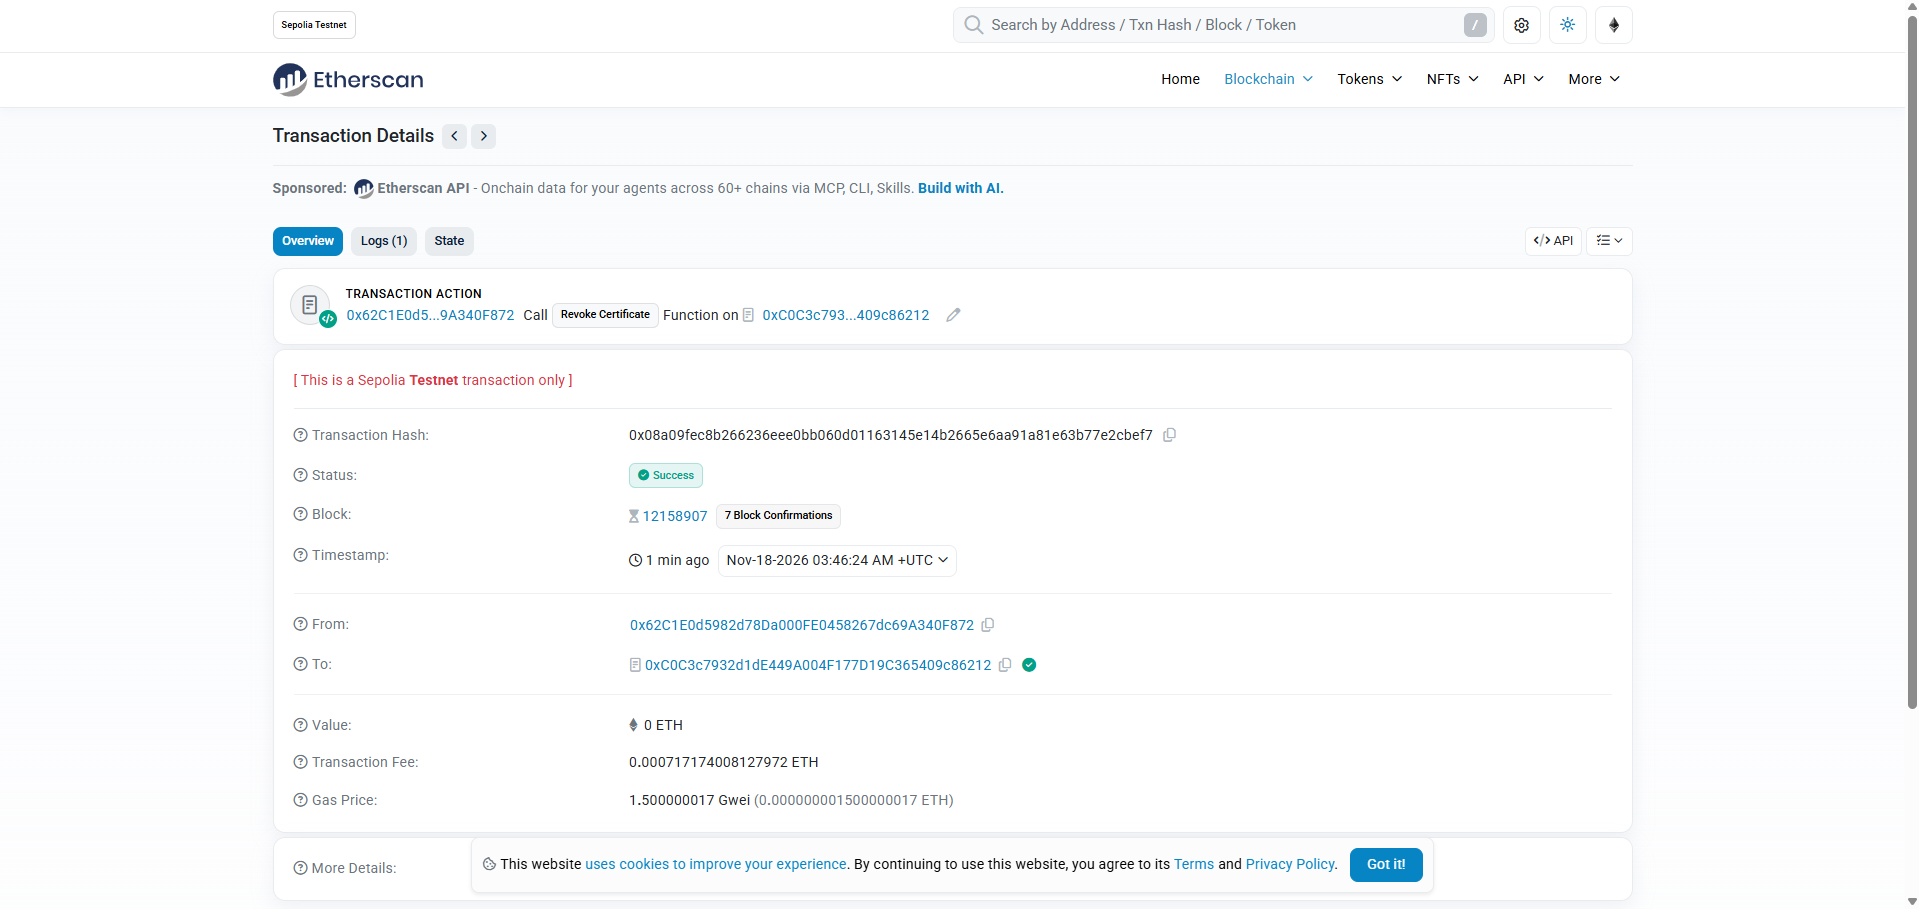 Sepolia Testnet
Search by Address / Txn Hash / Block / Token /
Etherscan
Home Blockchain Tokens NFTs API More
Transaction Details
Sponsored: Etherscan API - Onchain data for your agents across 60+ chains via MCP, CLI, Skills. Build with AI.
Overview Logs (1) State
</> API
TRANSACTION ACTION
0x62C1E0d5...9A340F872 Call Revoke Certificate Function on 0xC0C3c793...409c86212
[ This is a Sepolia Testnet transaction only ]
Transaction Hash: 0x08a09fec8b266236eee0bb060d01163145e14b2665e6aa91a81e63b77e2cbef7
Status: Success
Block: 12158907 7 Block Confirmations
Timestamp: 1 min ago Nov-18-2026 03:46:24 AM +UTC
From: 0x62C1E0d5982d78Da000FE0458267dc69A340F872
To: 0xC0C3c7932d1dE449A004F177D19C365409c86212
Value: 0 ETH
Transaction Fee: 0.000717174008127972 ETH
Gas Price: 1.500000017 Gwei (0.000000001500000017 ETH)
More Details:
This website uses cookies to improve your experience. By continuing to use this website, you agree to its Terms and Privacy Policy. Got it!